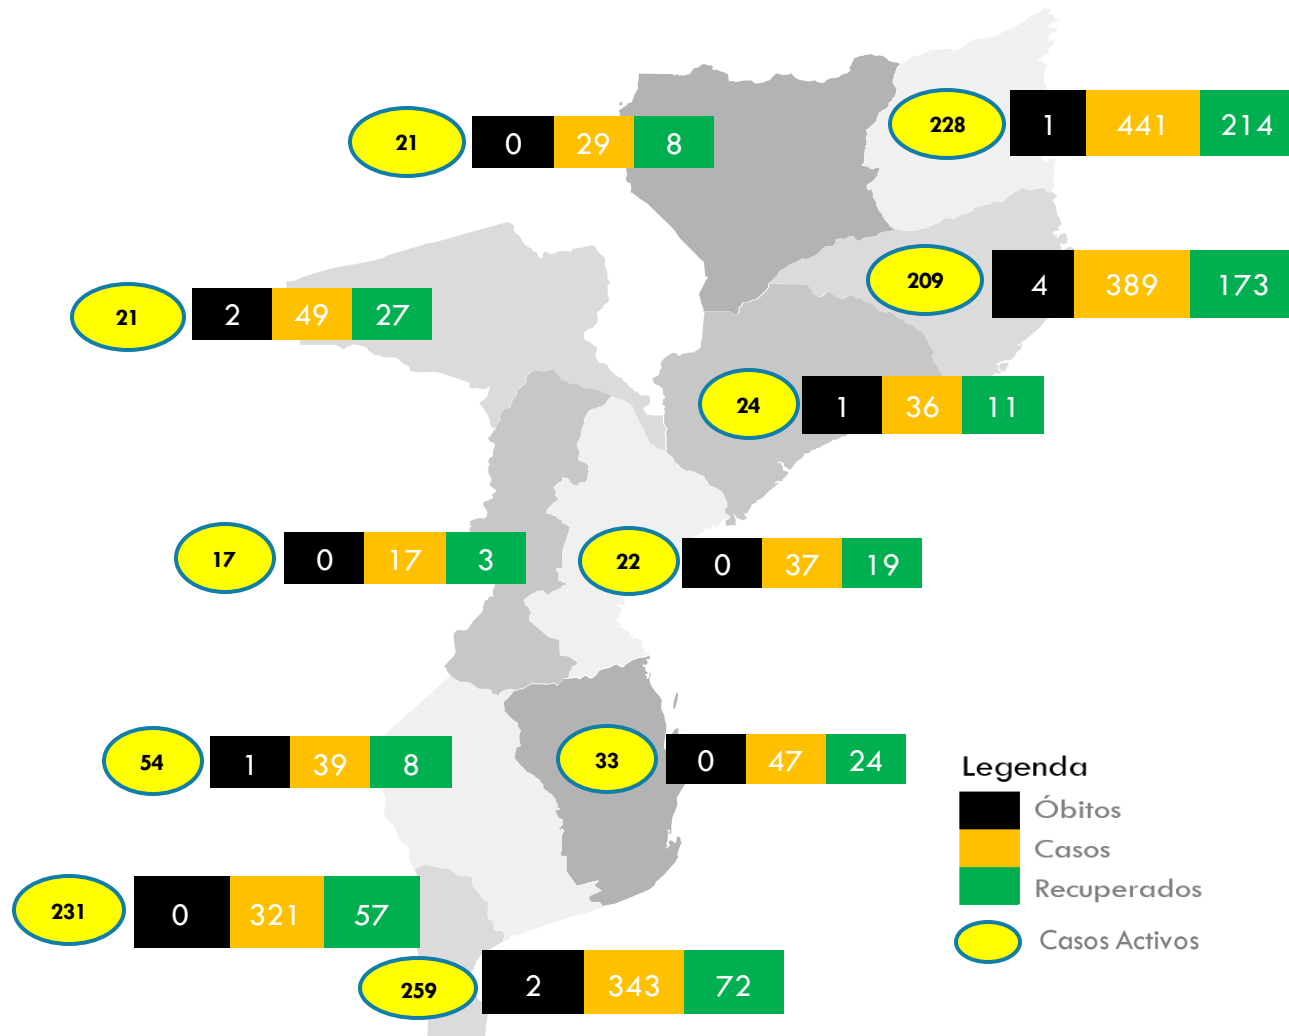 228 1 441 214
21 0 29 8
209 4 389 173
21 2 49 27
24 1 36 11
17 0 17 3
22 0 37 19
54 1 39 8
33 0 47 24
Legenda
Óbitos
Casos
Recuperados
Casos Activos
231 0 321 57
259 2 343 72